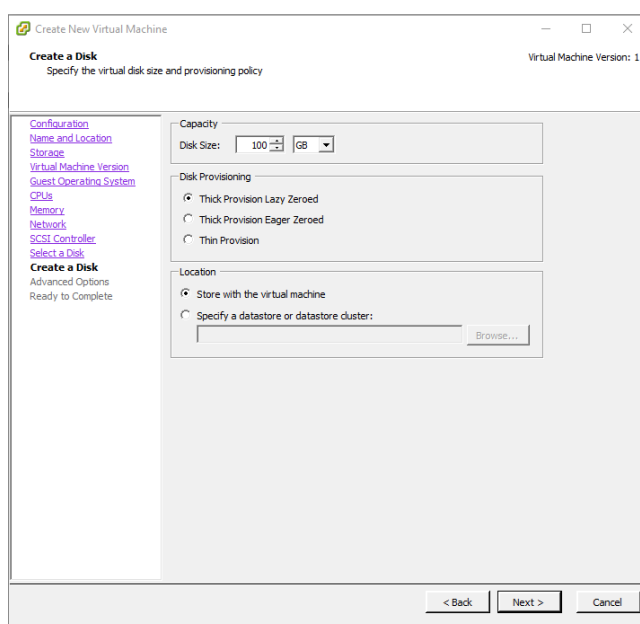 Create New Virtual Machine
Create a Disk
Specify the virtual disk size and provisioning policy
Virtual Machine Version: 1
Configuration
Name and Location
Storage
Virtual Machine Version
Guest Operating System
CPUs
Memory
Network
SCSI Controller
Select a Disk
Create a Disk
Advanced Options
Ready to Complete
Capacity
Disk Size: 100 GB
Disk Provisioning
Thick Provision Lazy Zeroed
Thick Provision Eager Zeroed
Thin Provision
Location
Store with the virtual machine
Specify a datastore or datastore cluster:
Browse...
< Back Next > Cancel